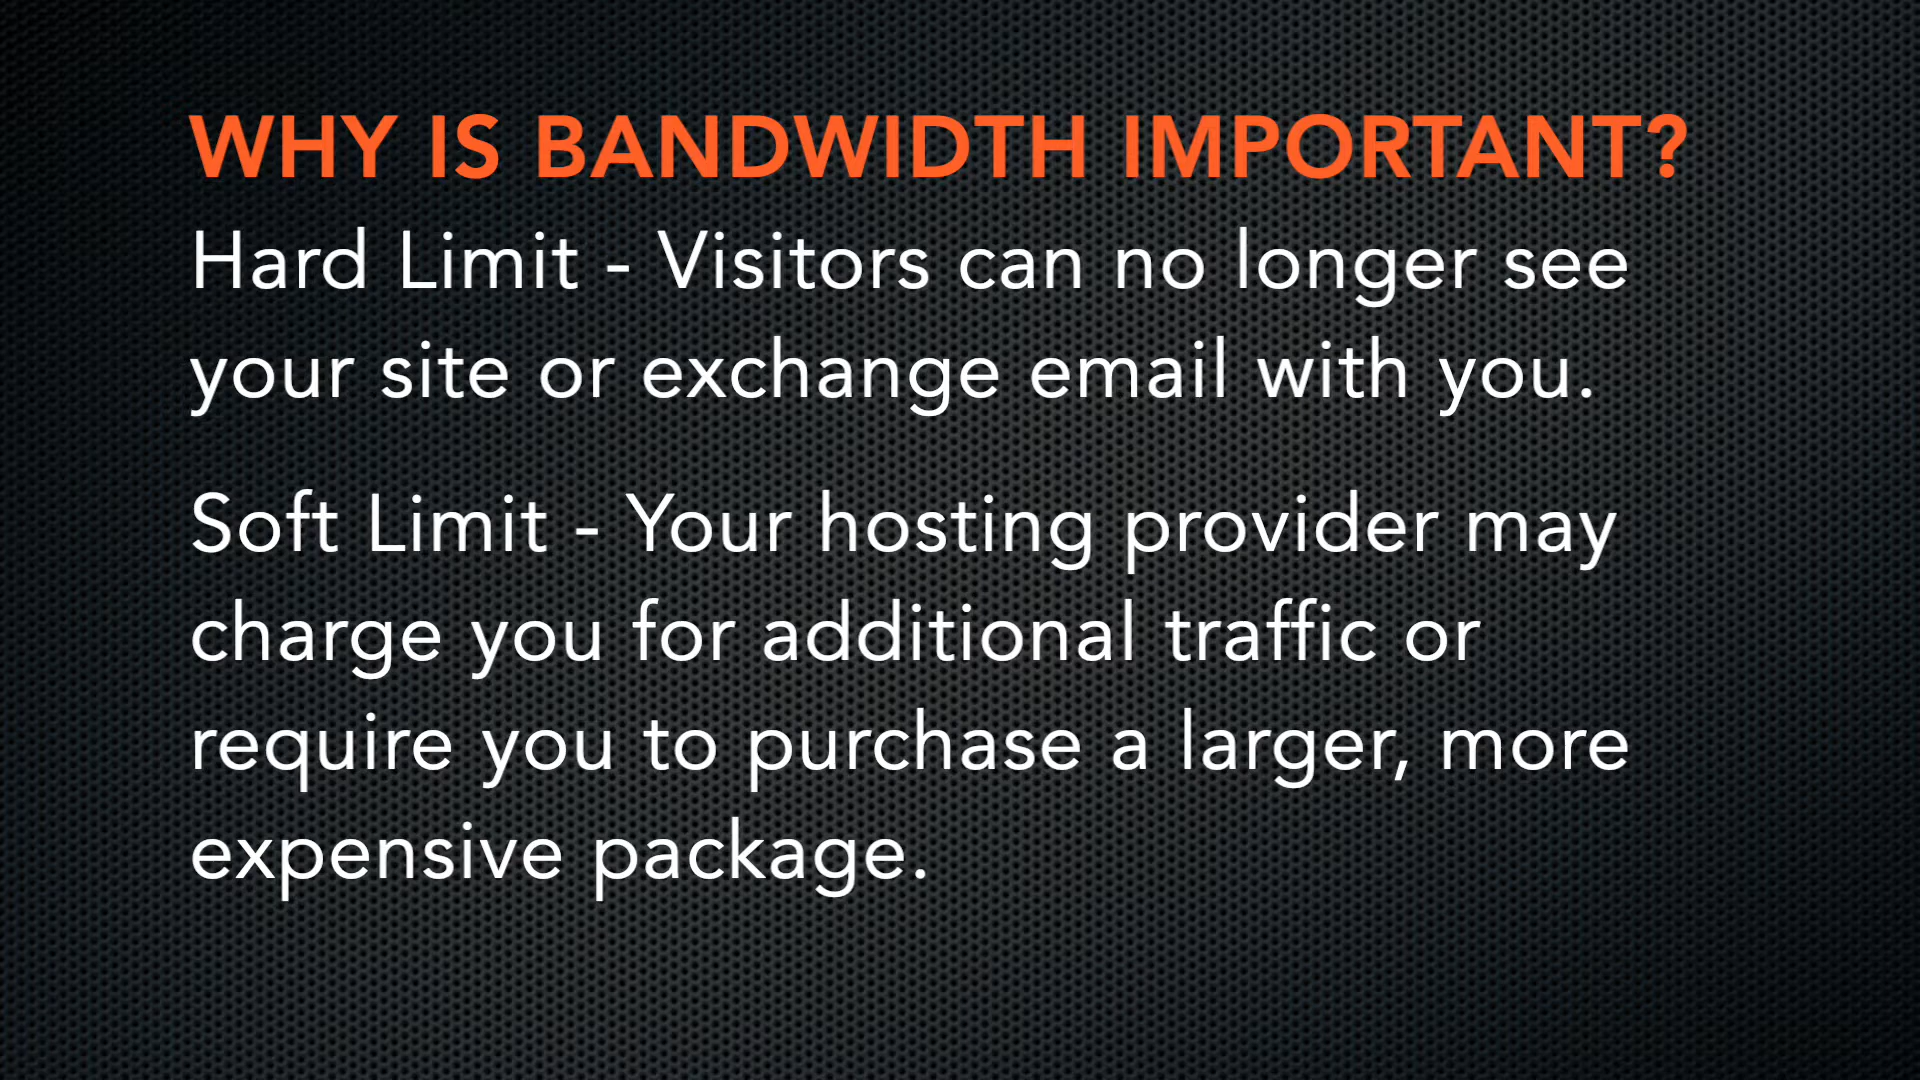 WHY IS BANDWIDTH IMPORTANT?
Hard Limit - Visitors can no longer see
your site or exchange email with you.
Soft Limit - Your hosting provider may
charge you for additional traffic or
require you to purchase a larger, more
expensive package.